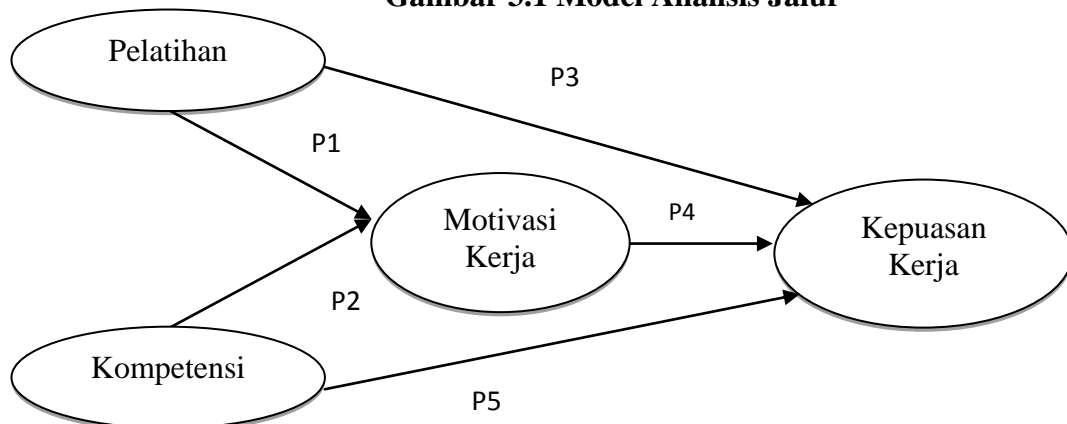 Gambar 3.1 Model Analisis Jalur
Pelatihan
P3
P1
Motivasi
Kerja
P4
Kepuasan
Kerja
P2
Kompetensi
P5